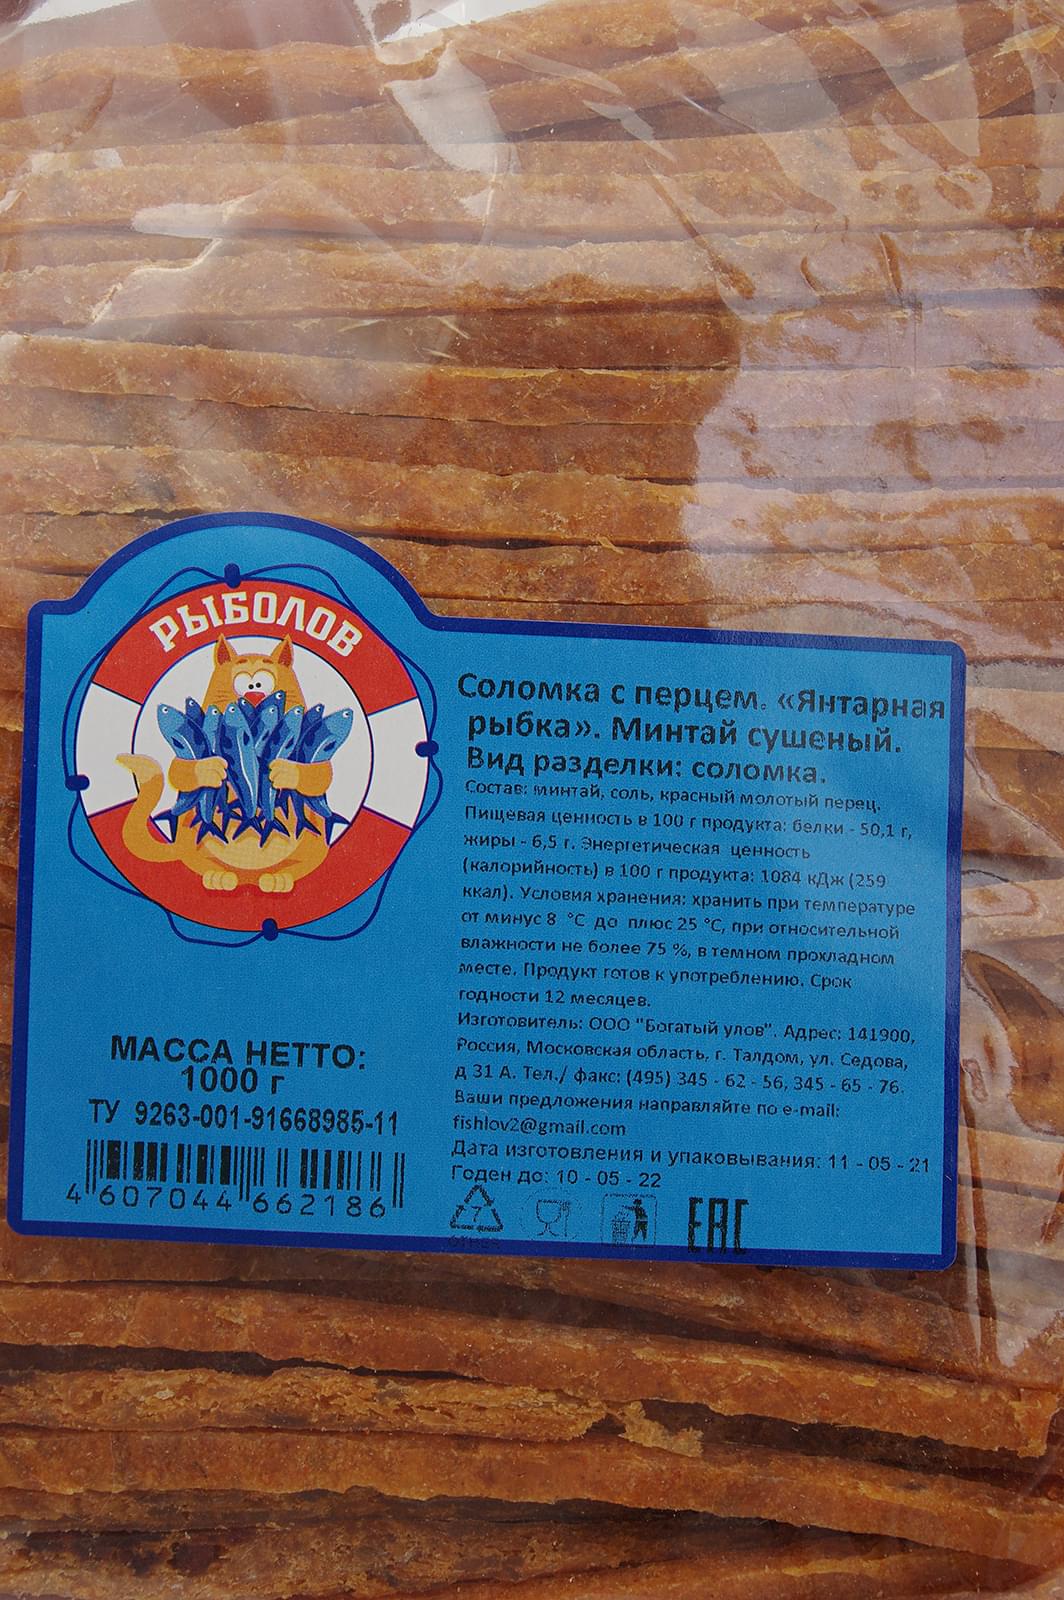 РЫБОЛОВ
Соломка с перцем. «Янтарная
рыбка». Минтай сушеный.
Вид разделки: соломка.
Состав: минтай, соль, красный молотый перец.
Пищевая ценность в 100 г продукта: белки - 50,1 г,
жиры - 6,5 г. Энергетическая ценность
(калорийность) в 100 г продукта: 1084 кДж (259
ккал). Условия хранения: хранить при температуре
от минус 8 °С до плюс 25 °С, при относительной
влажности не более 75 %, в темном прохладном
месте. Продукт готов к употреблению. Срок
годности 12 месяцев.
Изготовитель: ООО "Богатый улов". Адрес: 141900,
Россия, Московская область, г. Талдом, ул. Седова,
д 31 А. Тел./ факс: (495) 345 - 62 - 56, 345 - 65 - 76.
Ваши предложения направляйте по e-mail:
fishlov2@gmail.com
Дата изготовления и упаковывания: 11 - 05 - 21
Годен до: 10 - 05 - 22
7
OTHER
EAC
МАССА НЕТТО:
1000 г
ТУ 9263-001-91668985-11
4 607044 662186